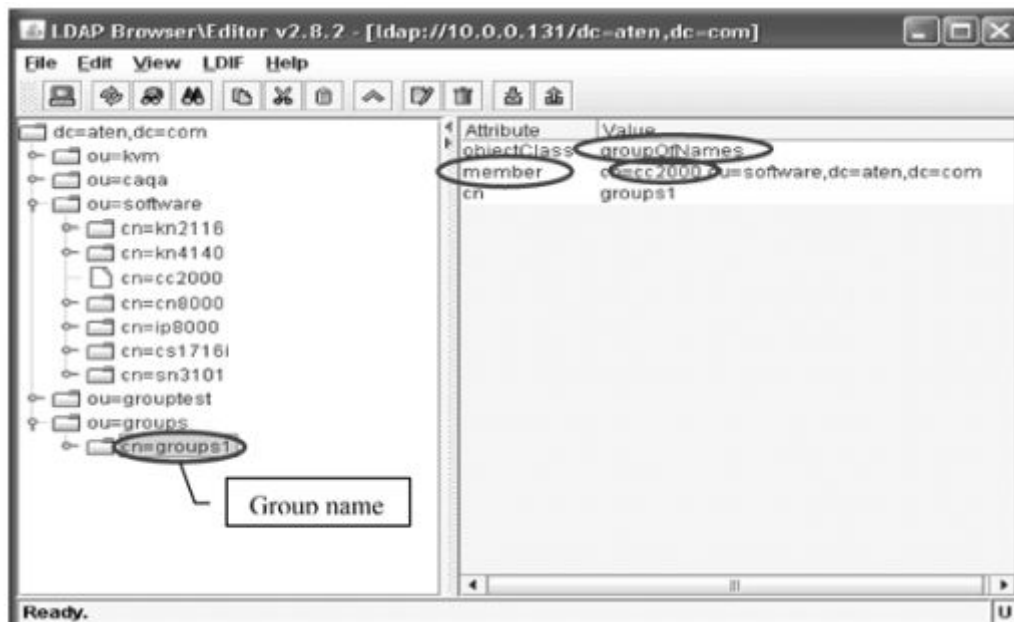 LDAP Browser\Editor v2.8.2 - [ldap://10.0.0.131/dc=aten,dc=com]
File Edit View LDIF Help
dc=aten,dc=com
ou=kvm
ou=caqa
ou=software
cn=kn2116
cn=kn4140
cn=cc2000
cn=cn8000
cn=ip8000
cn=cs1716i
cn=sn3101
ou=grouptest
ou=groups
cn=groups1
Group name
Attribute Value
objectClass groupOfNames
member cn=cc2000,ou=software,dc=aten,dc=com
cn groups1
Ready. U